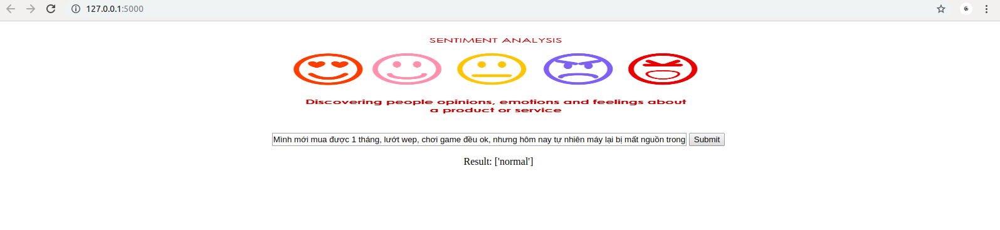 127.0.0.1:5000
SENTIMENT ANALYSIS
Discovering people opinions, emotions and feelings about
a product or service
Mình mới mua được 1 tháng, lướt wep, chơi game đều ok, nhưng hôm nay tự nhiên máy lại bị mất nguồn trong
Submit
Result: ['normal']